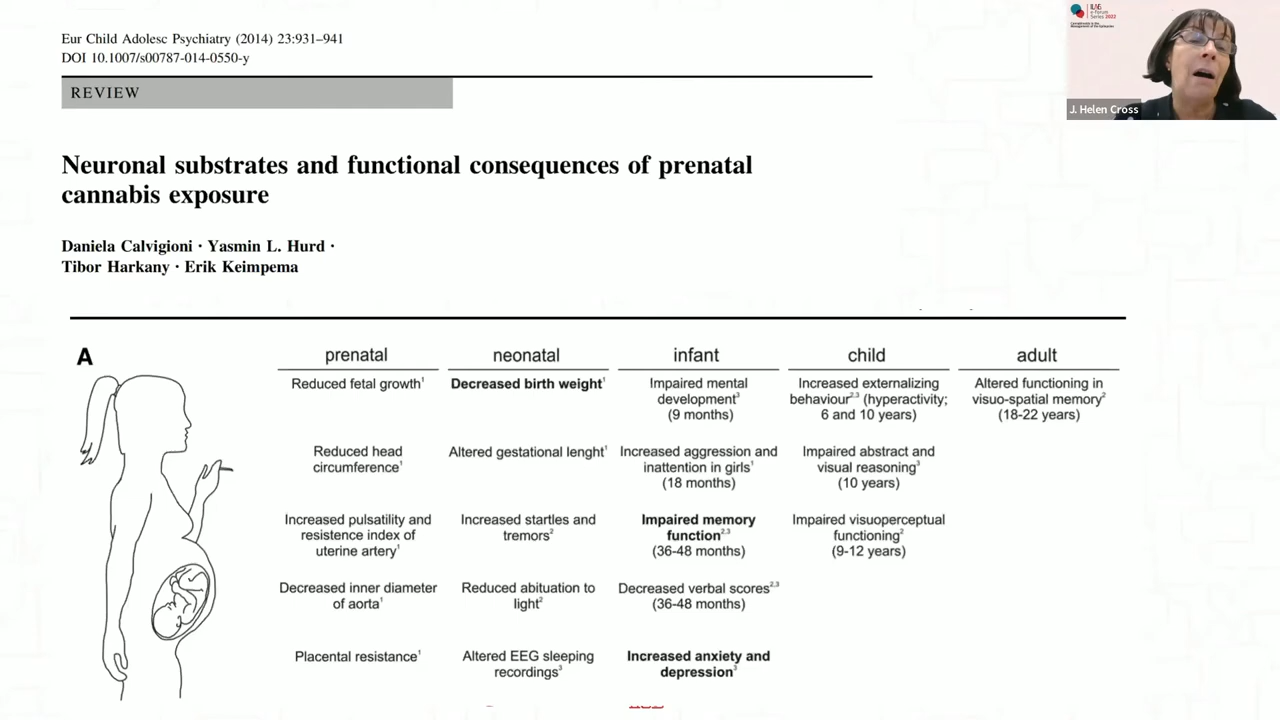 Eur Child Adolesc Psychiatry (2014) 23:931–941
DOI 10.1007/s00787-014-0550-y
REVIEW
Neuronal substrates and functional consequences of prenatal
cannabis exposure
Daniela Calvigioni · Yasmin L. Hurd ·
Tibor Harkany · Erik Keimpema
J. Helen Cross
A
prenatal
Reduced fetal growth1
Reduced head
circumference1
Increased pulsatility and
resistence index of
uterine artery1
Decreased inner diameter
of aorta1
Placental resistance1
neonatal
Decreased birth weight1
Altered gestational lenght1
Increased startles and
tremors2
Reduced abituation to
light2
Altered EEG sleeping
recordings3
infant
Impaired mental
development3
(9 months)
Increased aggression and
inattention in girls1
(18 months)
Impaired memory
function2,3
(36-48 months)
Decreased verbal scores2,3
(36-48 months)
Increased anxiety and
depression3
child
Increased externalizing
behaviour2,3 (hyperactivity;
6 and 10 years)
Impaired abstract and
visual reasoning3
(10 years)
Impaired visuoperceptual
functioning2
(9-12 years)
adult
Altered functioning in
visuo-spatial memory2
(18-22 years)